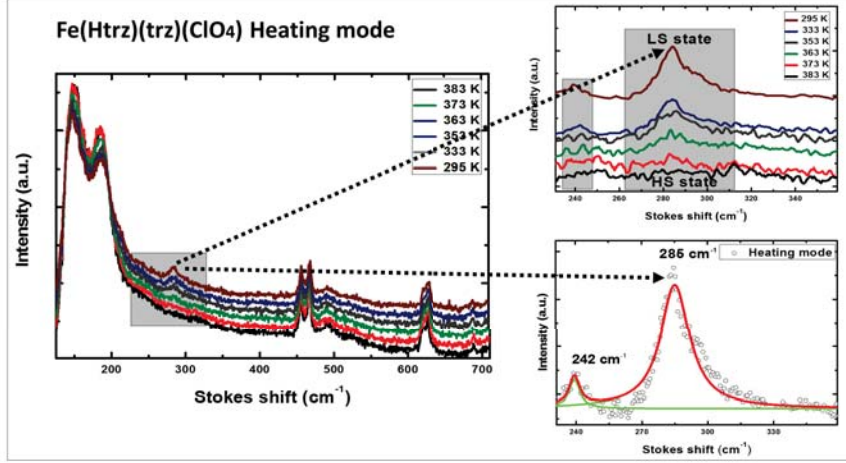 Fe(Htrz)(trz)(ClO4) Heating mode
383 K
373 K
363 K
353 K
333 K
295 K
Intensity (a.u.)
200 300 400 500 600 700
Stokes shift (cm-1)
LS state
HS state
295 K
333 K
353 K
363 K
373 K
383 K
Intensity (a.u.)
240 260 280 300 320 340
Stokes shift (cm-1)
285 cm-1
242 cm-1
Heating mode
Intensity (a.u.)
230 270 300 330
Stokes shift (cm-1)